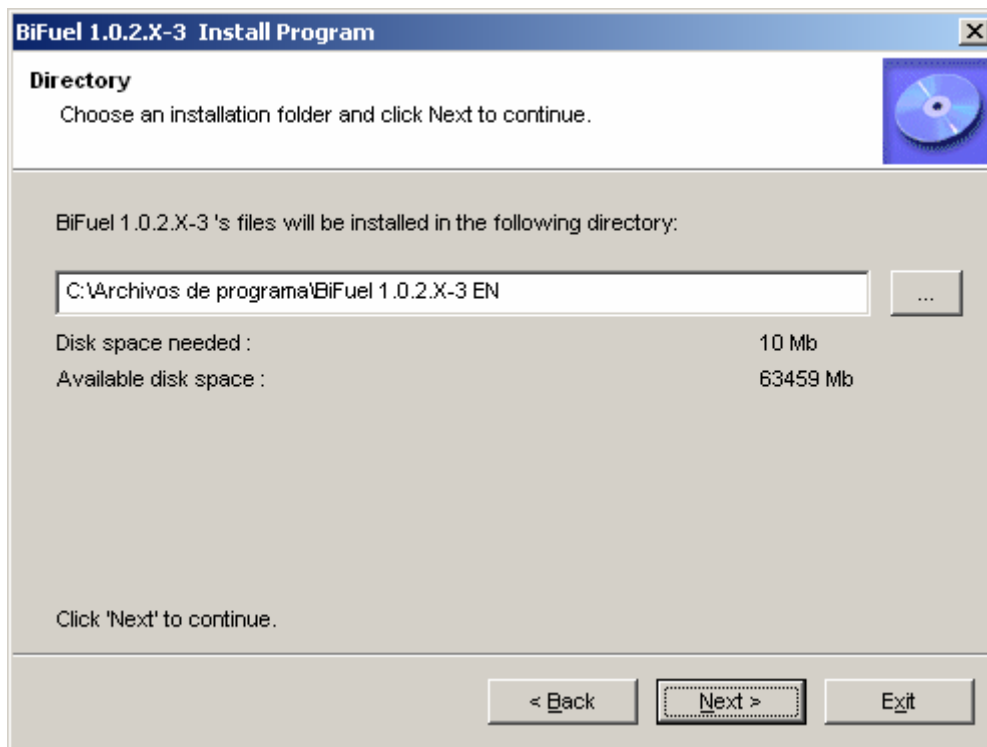 BiFuel 1.0.2.X-3  Install Program
Directory
Choose an installation folder and click Next to continue.
BiFuel 1.0.2.X-3 's files will be installed in the following directory:
C:\Archivos de programa\BiFuel 1.0.2.X-3 EN
...
Disk space needed : 10 Mb
Available disk space : 63459 Mb
Click 'Next' to continue.
< Back Next > Exit